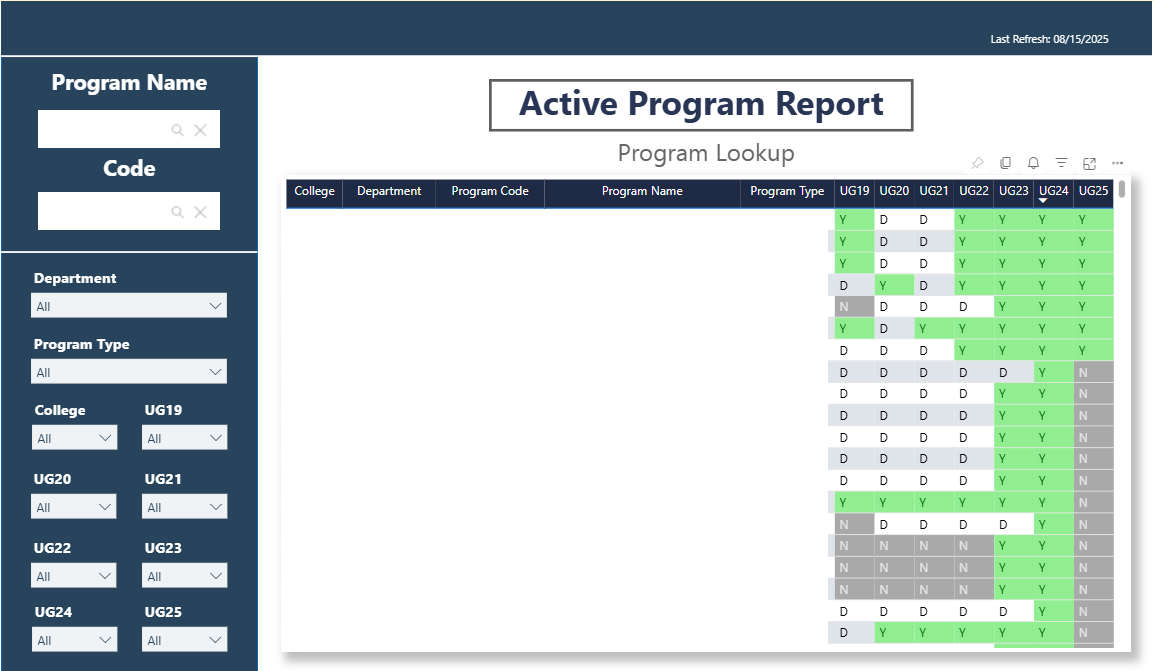 Last Refresh: 08/15/2025
Program Name
Code
Department
All
Program Type
All
College UG19
All All
UG20 UG21
All All
UG22 UG23
All All
UG24 UG25
All All
Active Program Report
Program Lookup
College Department Program Code Program Name Program Type UG19 UG20 UG21 UG22 UG23 UG24 UG25
Y D D Y Y Y Y
Y D D Y Y Y Y
Y D D Y Y Y Y
D Y D Y Y Y Y
N D D D Y Y Y
Y D Y Y Y Y Y
D D D Y Y Y Y
D D D D D Y N
D D D D Y Y N
D D D D Y Y N
D D D D Y Y N
D D D D Y Y N
D D D D Y Y N
Y Y Y Y Y Y N
N D D D D Y N
N N N N Y Y N
N N N N Y Y N
N N N N Y Y N
D D D D D Y N
D Y Y Y Y Y N